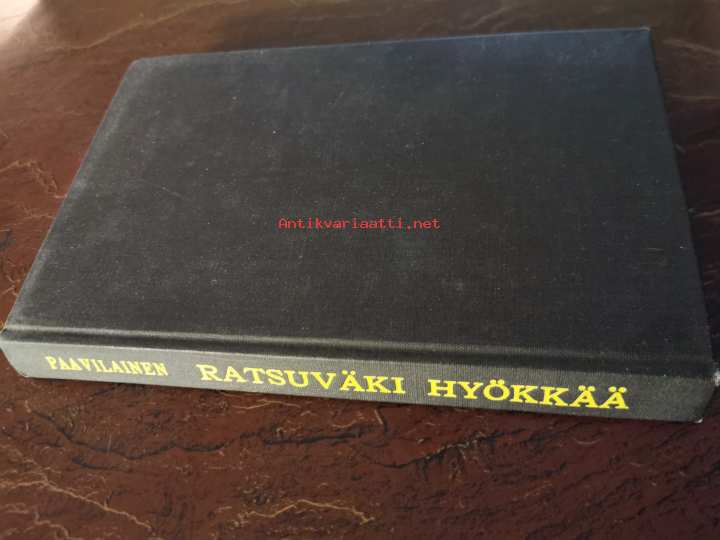 Antikvariaatti.net
PAAVILAINEN RATSUVÄKI HYÖKKÄÄ